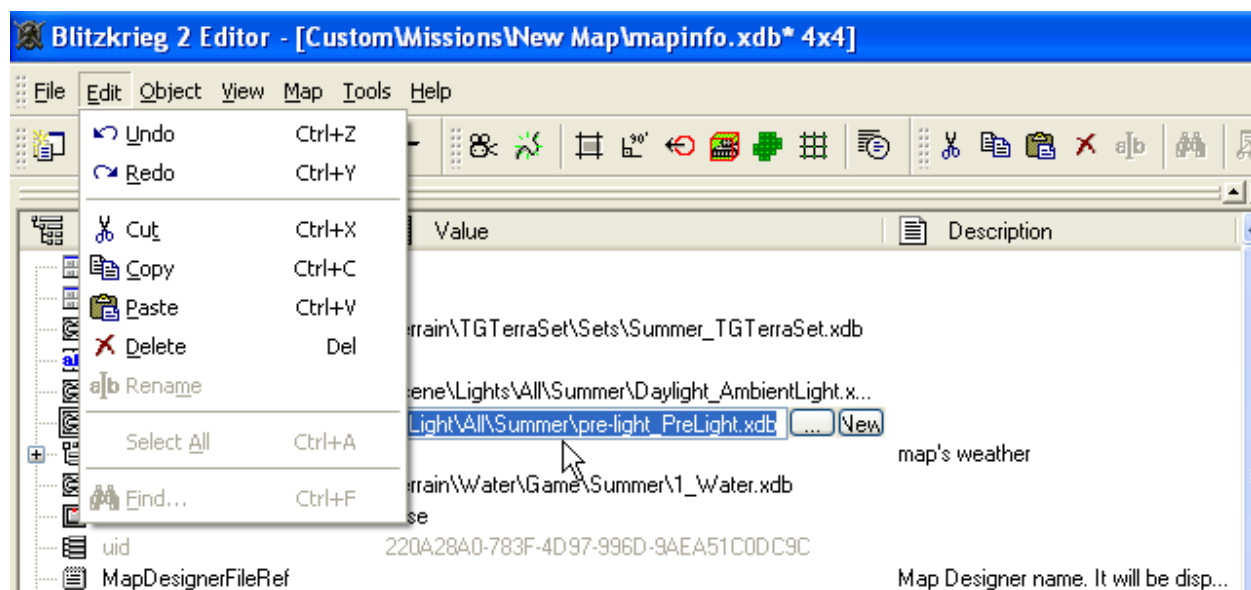 Blitzkrieg 2 Editor - [Custom\Missions\New Map\mapinfo.xdb* 4x4]
File Edit Object View Map Tools Help
Undo Ctrl+Z
Redo Ctrl+Y
Cut Ctrl+X
Copy Ctrl+C
Paste Ctrl+V
Delete Del
a|b Rename
Select All Ctrl+A
Find... Ctrl+F
90°
a|b
Value Description
rrain\TGTerraSet\Sets\Summer_TGTerraSet.xdb
ene\Lights\All\Summer\Daylight_AmbientLight.x...
Light\All\Summer\pre-light_PreLight.xdb ... New
map's weather
rrain\Water\Game\Summer\1_Water.xdb
se
uid 220A28A0-783F-4D97-996D-9AEA51C0DC9C
MapDesignerFileRef Map Designer name. It will be disp...